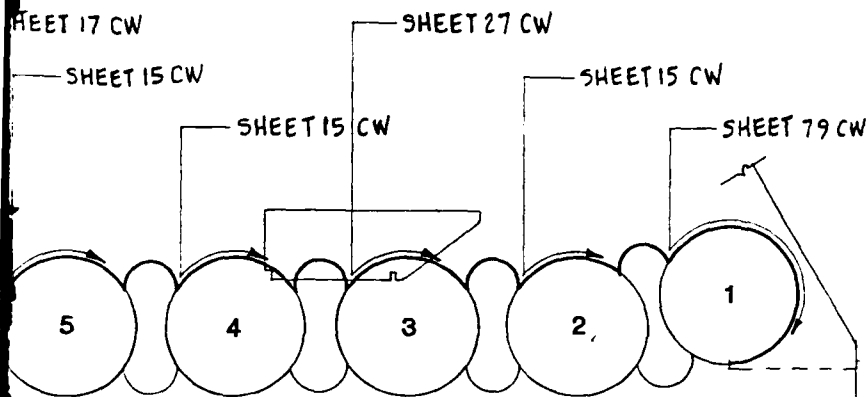 HEET 17 CW
SHEET 27 CW
SHEET 15 CW
SHEET 15 CW
SHEET 15 CW
SHEET 79 CW
5
4
3
2
1